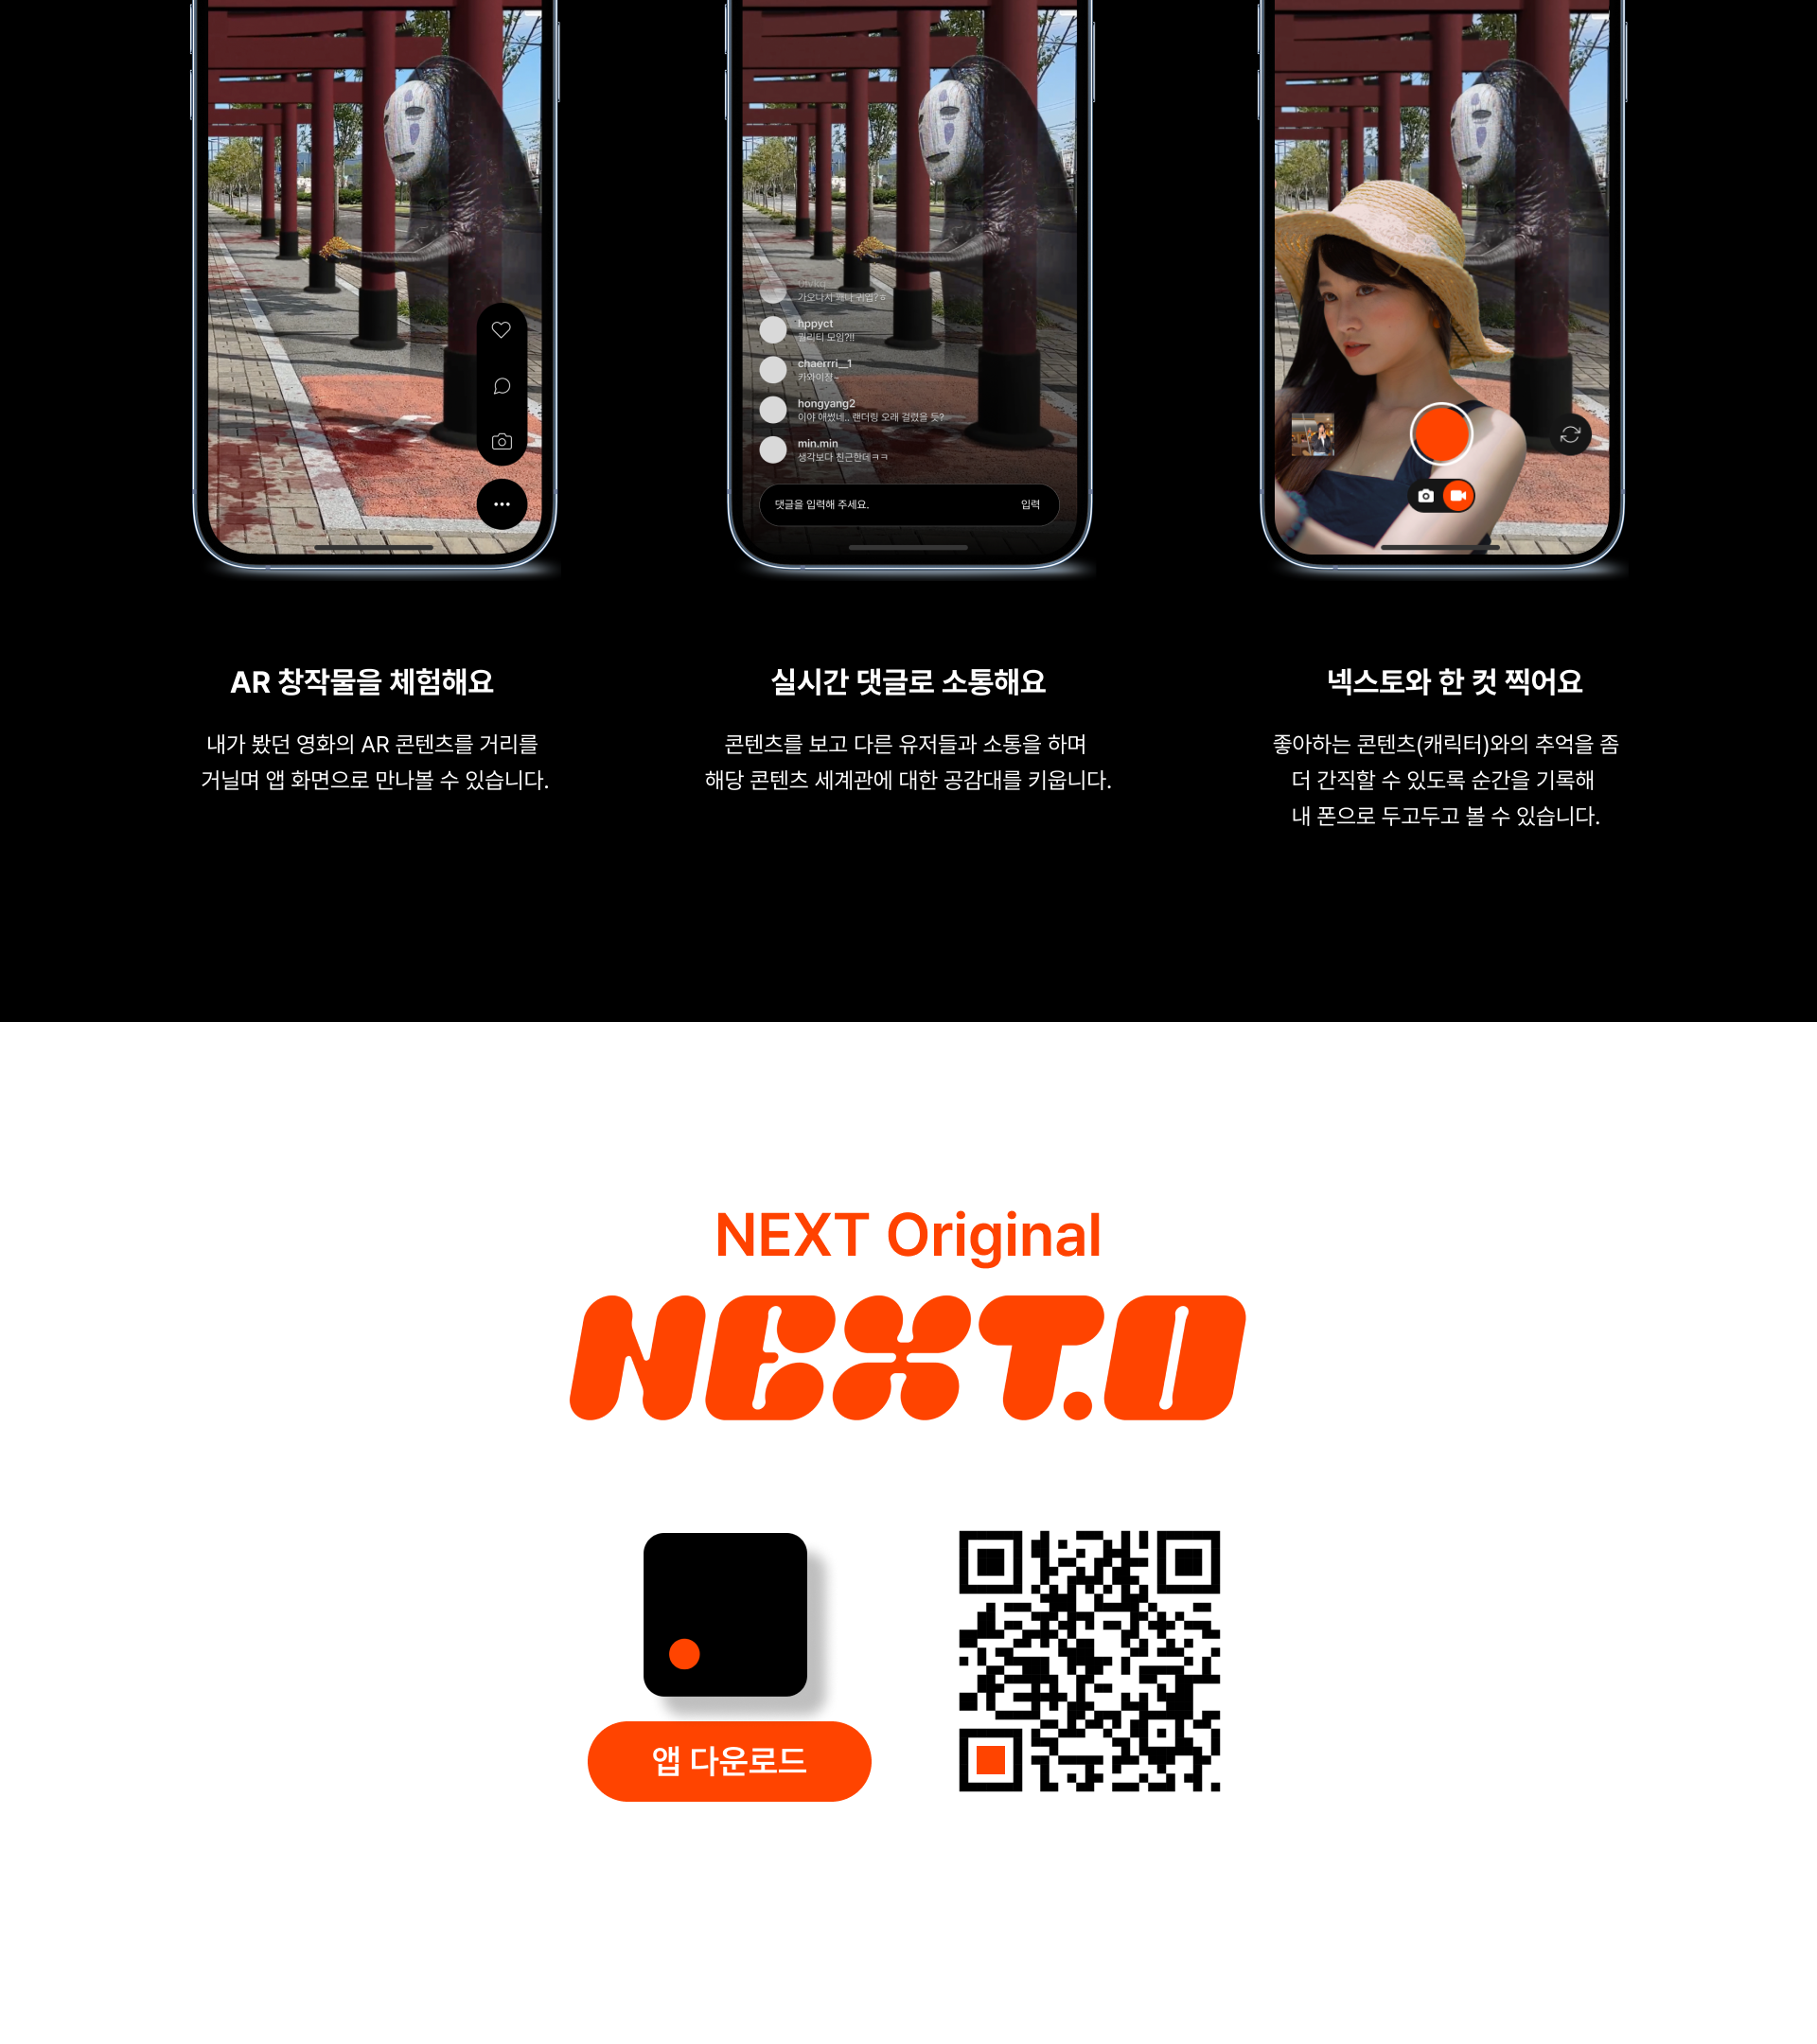 가오나시 꽤나 귀엽?ㅎ
hppyct
퀄리티 모임?!!
chaerrri__1
카와이정~
hongyang2
이야 애썼네.. 랜더링 오래 걸렸을 듯?
min.min
생각보다 친근한데ㅋㅋ
댓글을 입력해 주세요.
입력
AR 창작물을 체험해요
내가 봤던 영화의 AR 콘텐츠를 거리를
거닐며 앱 화면으로 만나볼 수 있습니다.
실시간 댓글로 소통해요
콘텐츠를 보고 다른 유저들과 소통을 하며
해당 콘텐츠 세계관에 대한 공감대를 키웁니다.
넥스토와 한 컷 찍어요
좋아하는 콘텐츠(캐릭터)와의 추억을 좀
더 간직할 수 있도록 순간을 기록해
내 폰으로 두고두고 볼 수 있습니다.
NEXT Original
NEXT.O
앱 다운로드